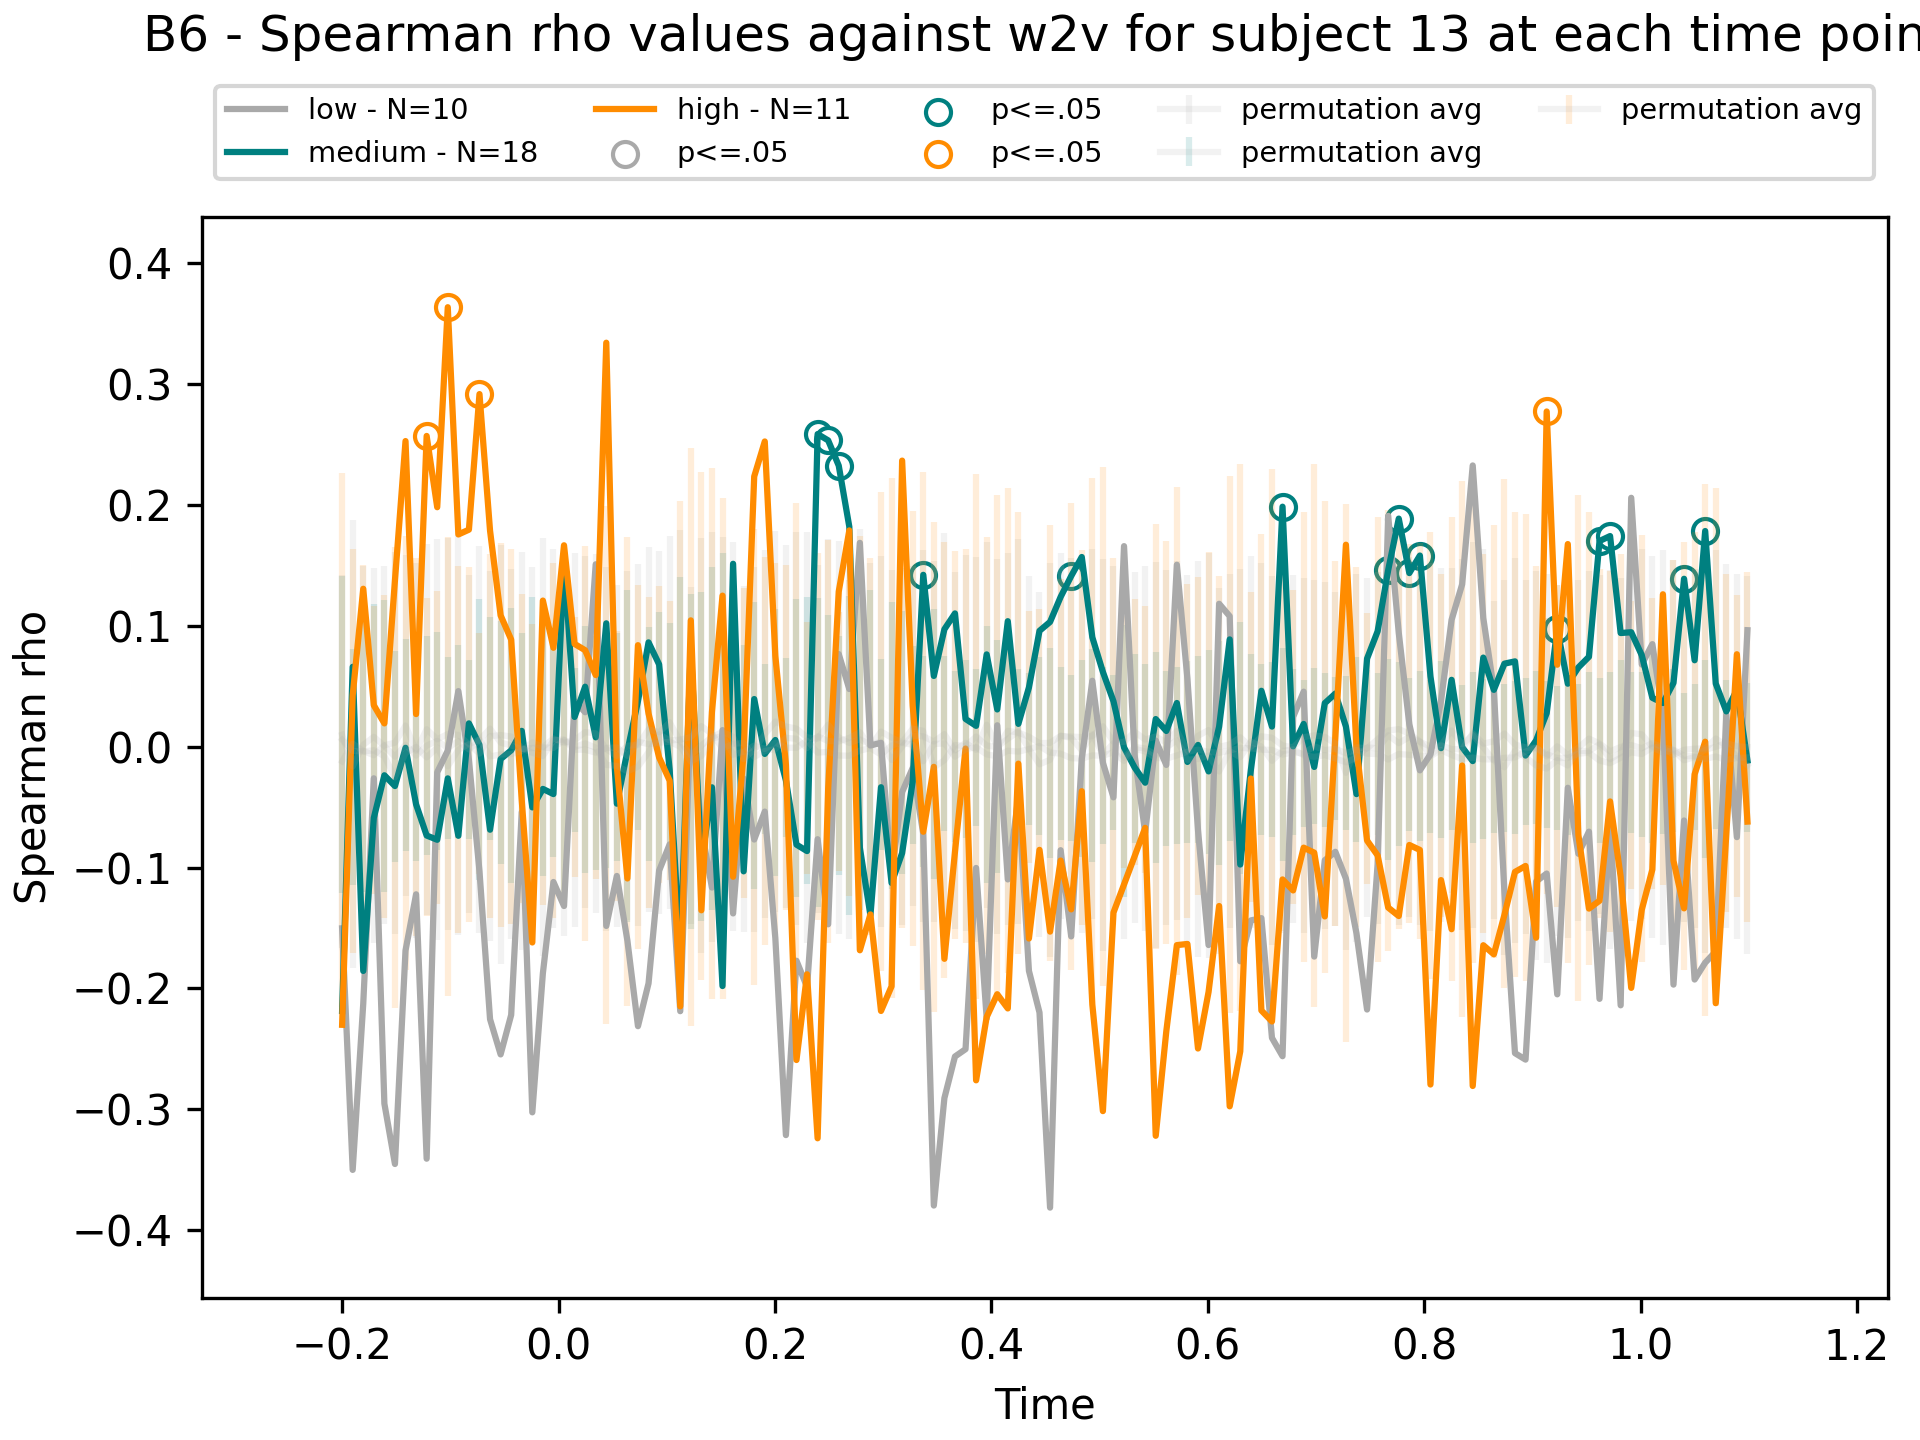 B6 - Spearman rho values against w2v for subject 13 at each time poin
low - N=10 high - N=11 p<=.05 permutation avg permutation avg
medium - N=18 p<=.05 p<=.05 permutation avg
0.4
0.3
0.2
0.1
0.0
−0.1
−0.2
−0.3
−0.4
Spearman rho
−0.2 0.0 0.2 0.4 0.6 0.8 1.0 1.2
Time